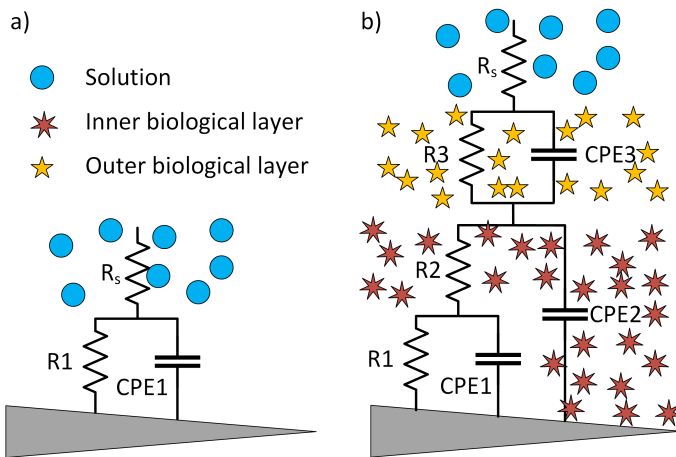 a)
Solution
Inner biological layer
Outer biological layer
Rs
R1
CPE1
b)
Rs
R3
CPE3
R2
CPE2
R1
CPE1